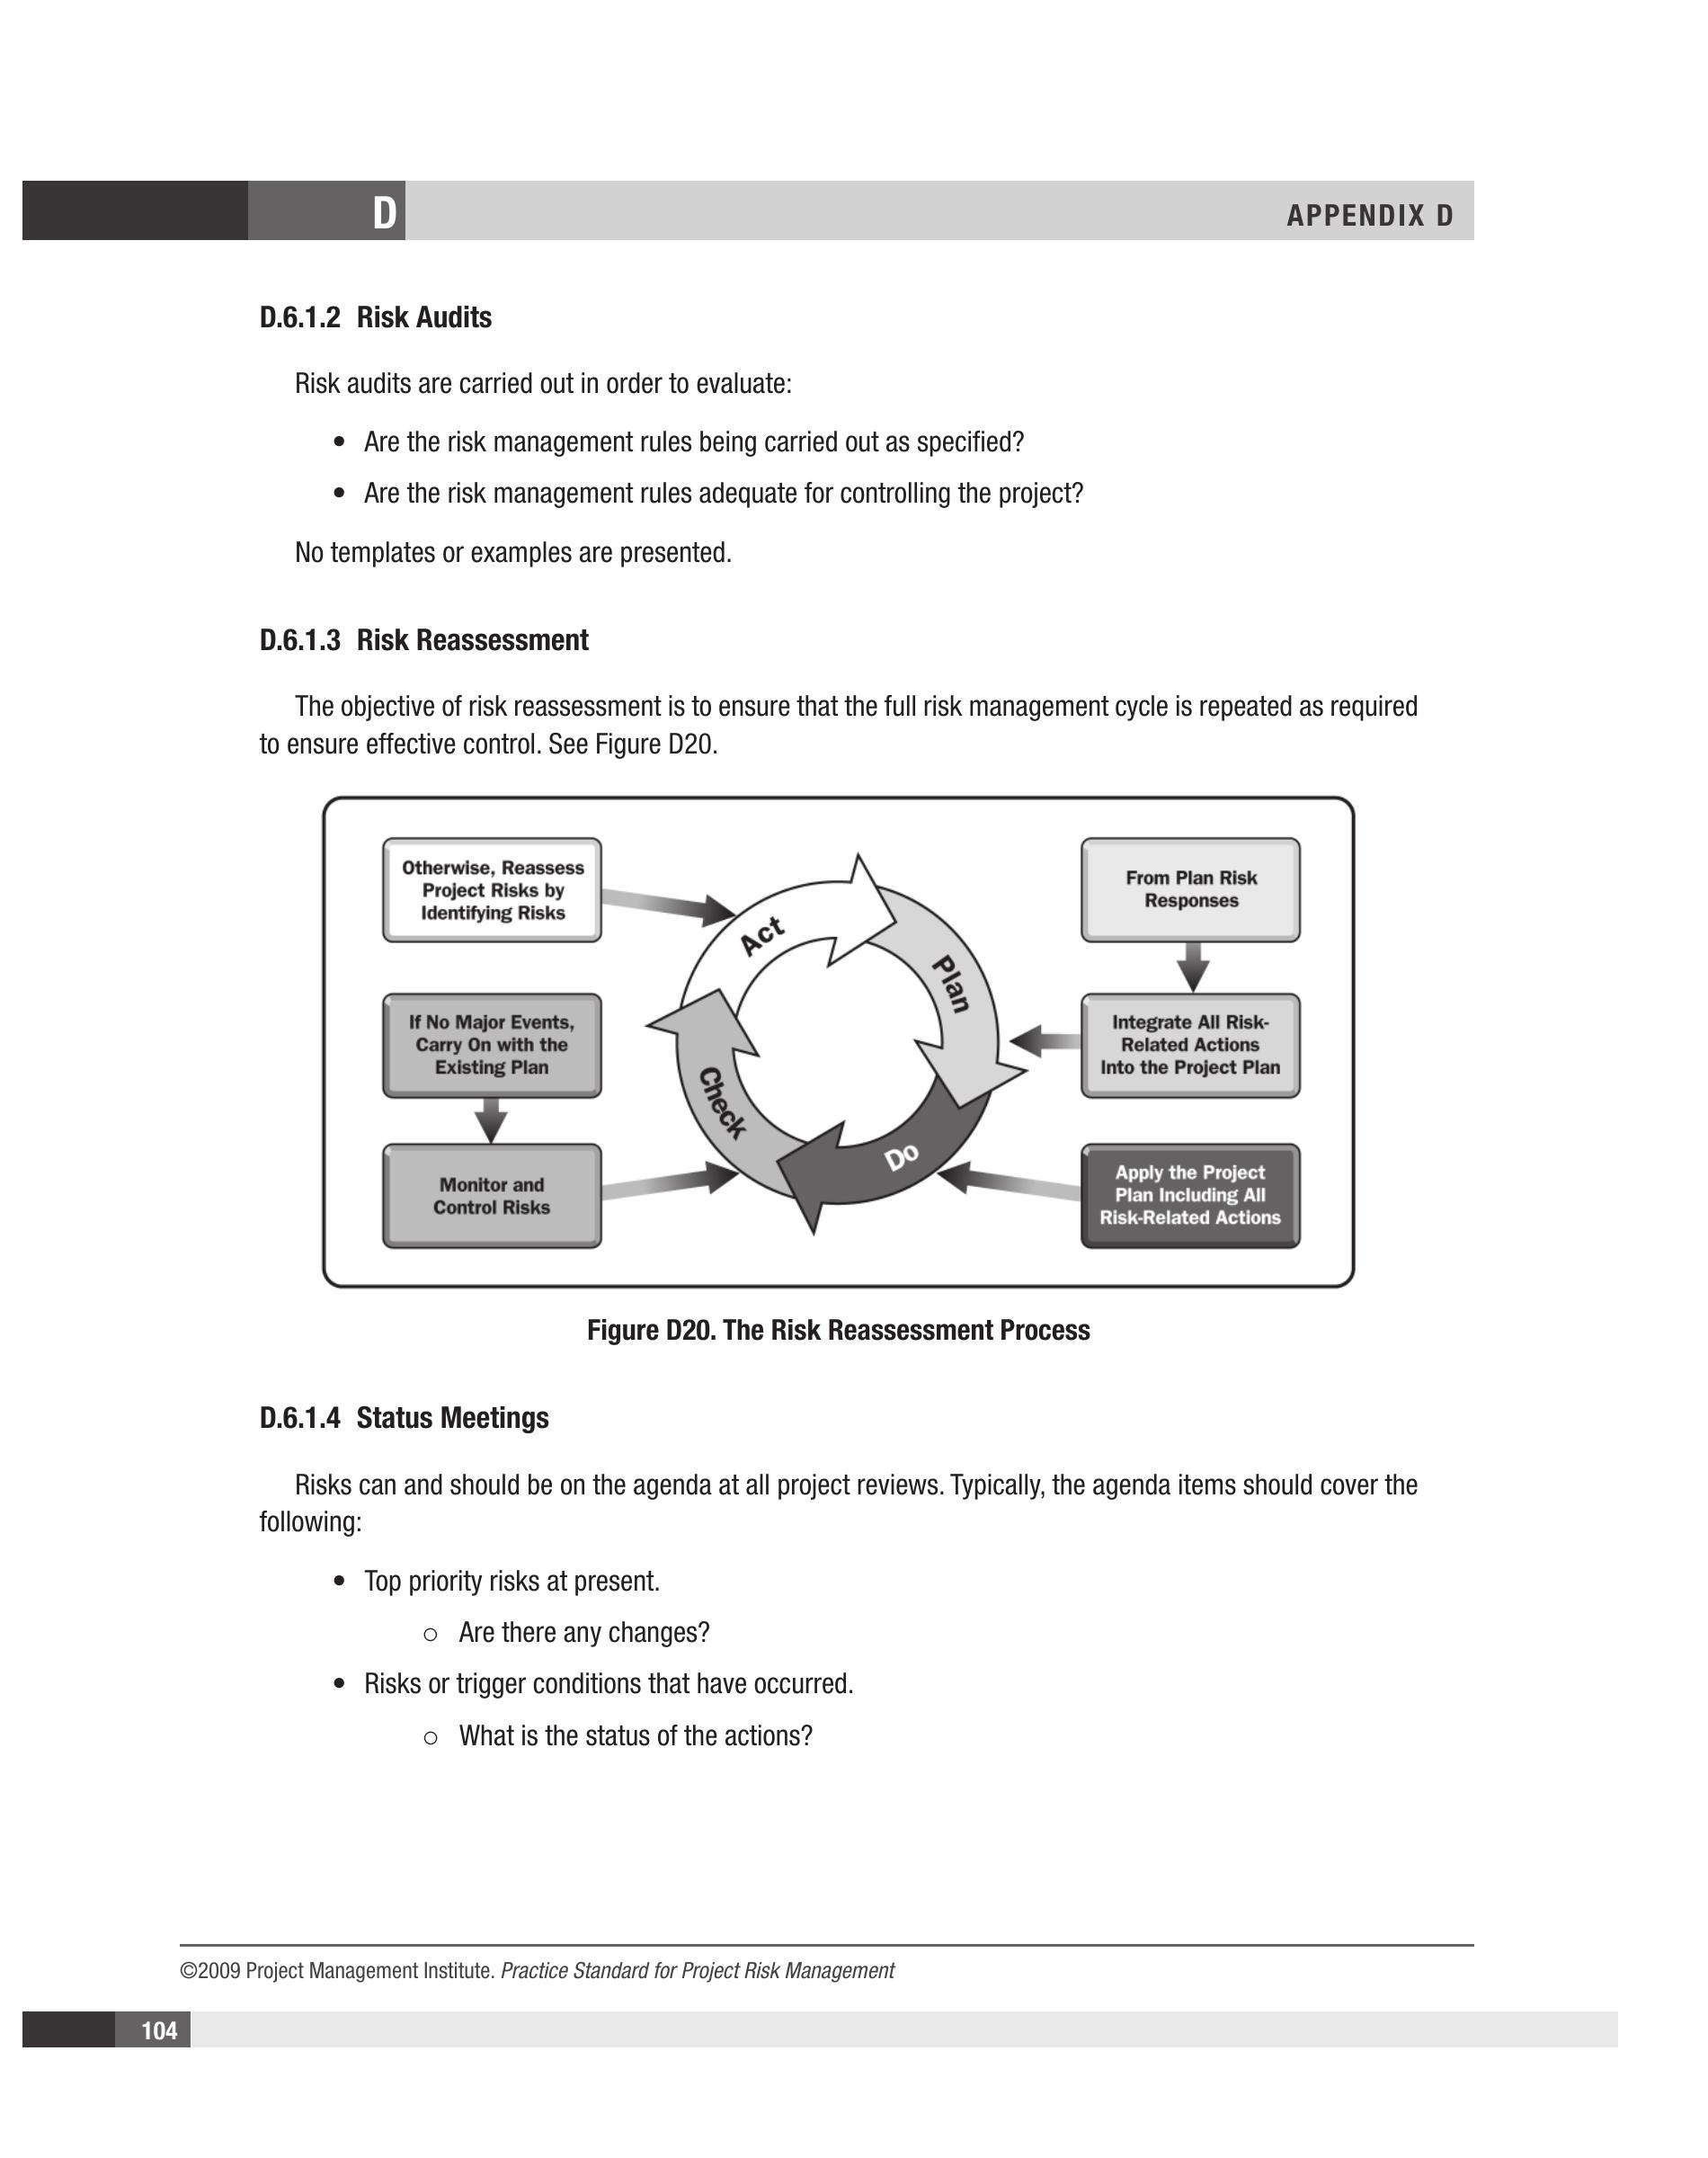 D
APPENDIX D
D.6.1.2 Risk Audits
Risk audits are carried out in order to evaluate:
• Are the risk management rules being carried out as specified?
• Are the risk management rules adequate for controlling the project?
No templates or examples are presented.
D.6.1.3 Risk Reassessment
The objective of risk reassessment is to ensure that the full risk management cycle is repeated as required
to ensure effective control. See Figure D20.
Otherwise, Reassess
Project Risks by
Identifying Risks
If No Major Events,
Carry On with the
Existing Plan
Monitor and
Control Risks
Act
Plan
Do
Check
From Plan Risk
Responses
Integrate All Risk-
Related Actions
Into the Project Plan
Apply the Project
Plan Including All
Risk-Related Actions
Figure D20. The Risk Reassessment Process
D.6.1.4 Status Meetings
Risks can and should be on the agenda at all project reviews. Typically, the agenda items should cover the
following:
• Top priority risks at present.
○ Are there any changes?
• Risks or trigger conditions that have occurred.
○ What is the status of the actions?
©2009 Project Management Institute. Practice Standard for Project Risk Management
104